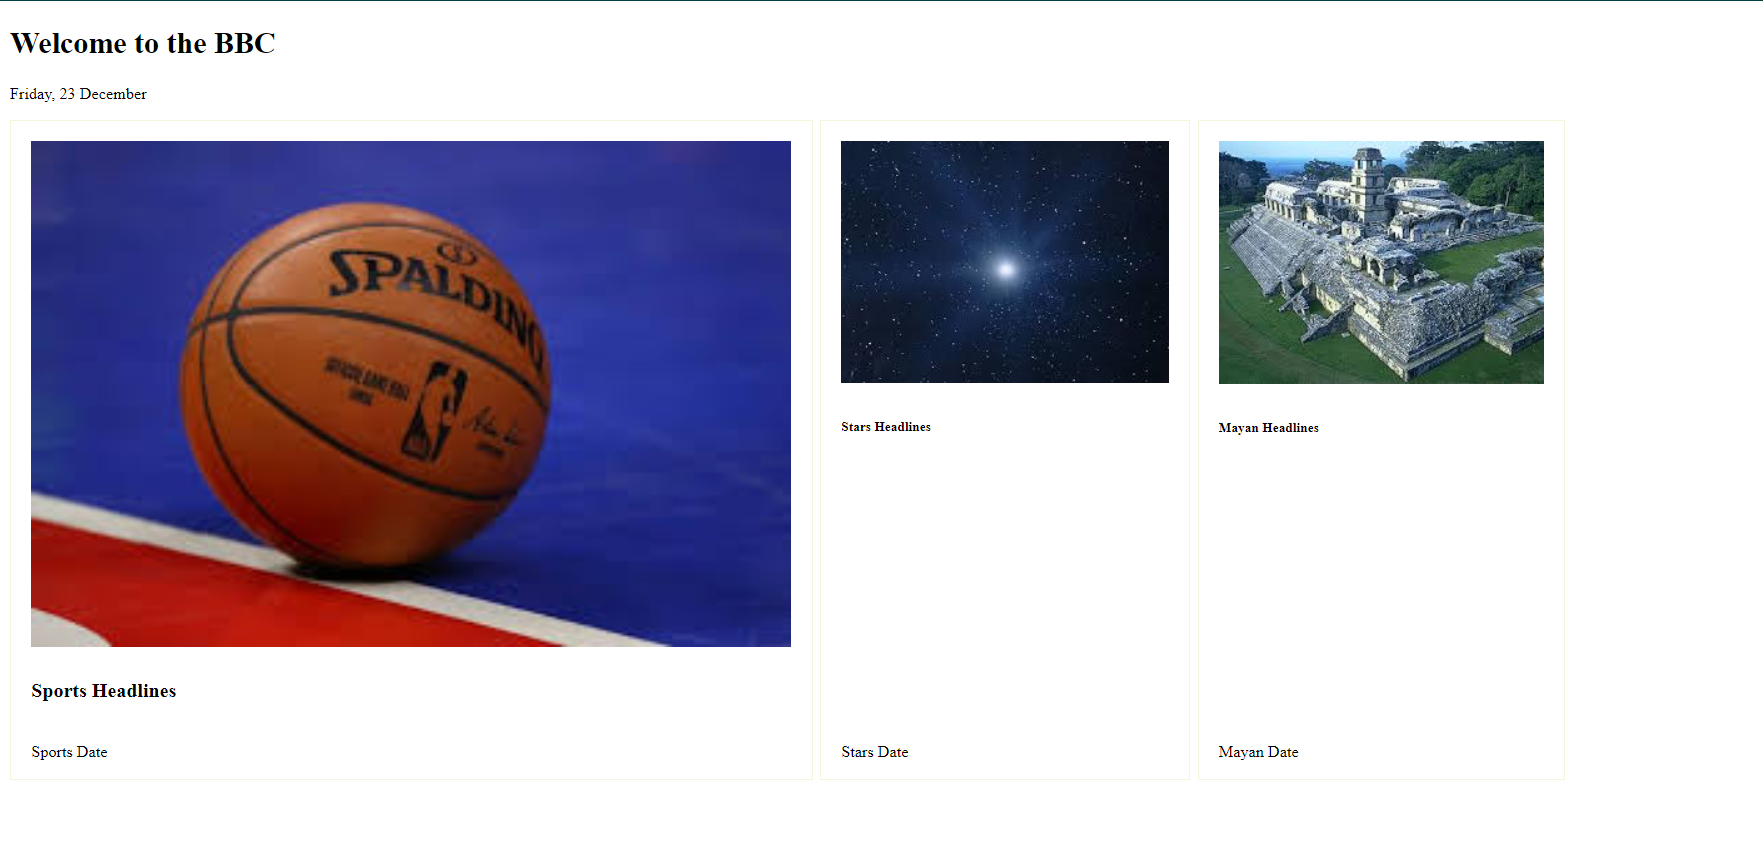 Welcome to the BBC
Friday, 23 December
SPALDING
Stars Headlines
Mayan Headlines
Sports Headlines
Sports Date
Stars Date
Mayan Date